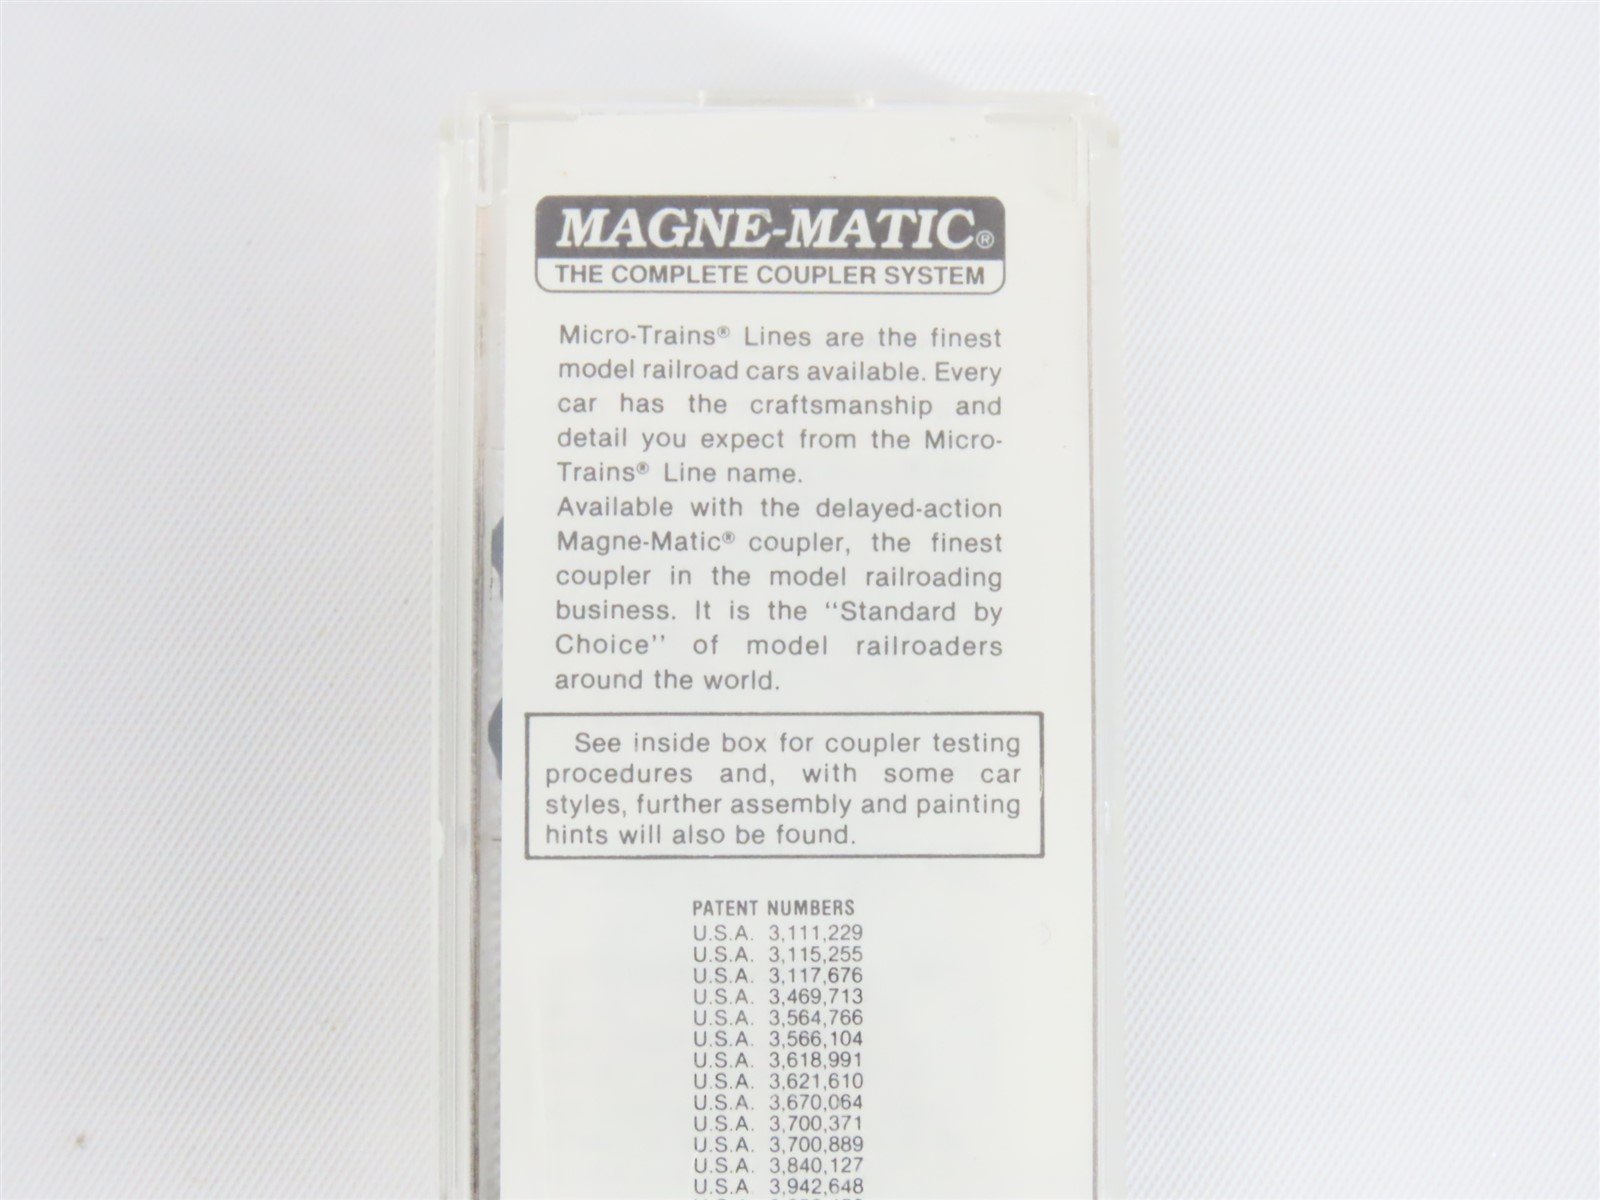 MAGNE-MATIC®
THE COMPLETE COUPLER SYSTEM
Micro-Trains® Lines are the finest
model railroad cars available. Every
car has the craftsmanship and
detail you expect from the Micro-
Trains® Line name.
Available with the delayed-action
Magne-Matic® coupler, the finest
coupler in the model railroading
business. It is the "Standard by
Choice" of model railroaders
around the world.
See inside box for coupler testing
procedures and, with some car
styles, further assembly and painting
hints will also be found.
PATENT NUMBERS
U.S.A. 3,111,229
U.S.A. 3,115,255
U.S.A. 3,117,676
U.S.A. 3,469,713
U.S.A. 3,564,766
U.S.A. 3,566,104
U.S.A. 3,618,991
U.S.A. 3,621,610
U.S.A. 3,670,064
U.S.A. 3,700,371
U.S.A. 3,700,889
U.S.A. 3,840,127
U.S.A. 3,942,648